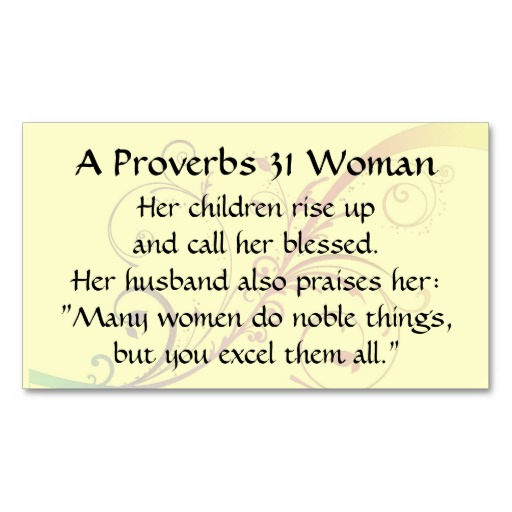 A Proverbs 31 Woman
Her children rise up
and call her blessed.
Her husband also praises her:
"Many women do noble things,
but you excel them all."